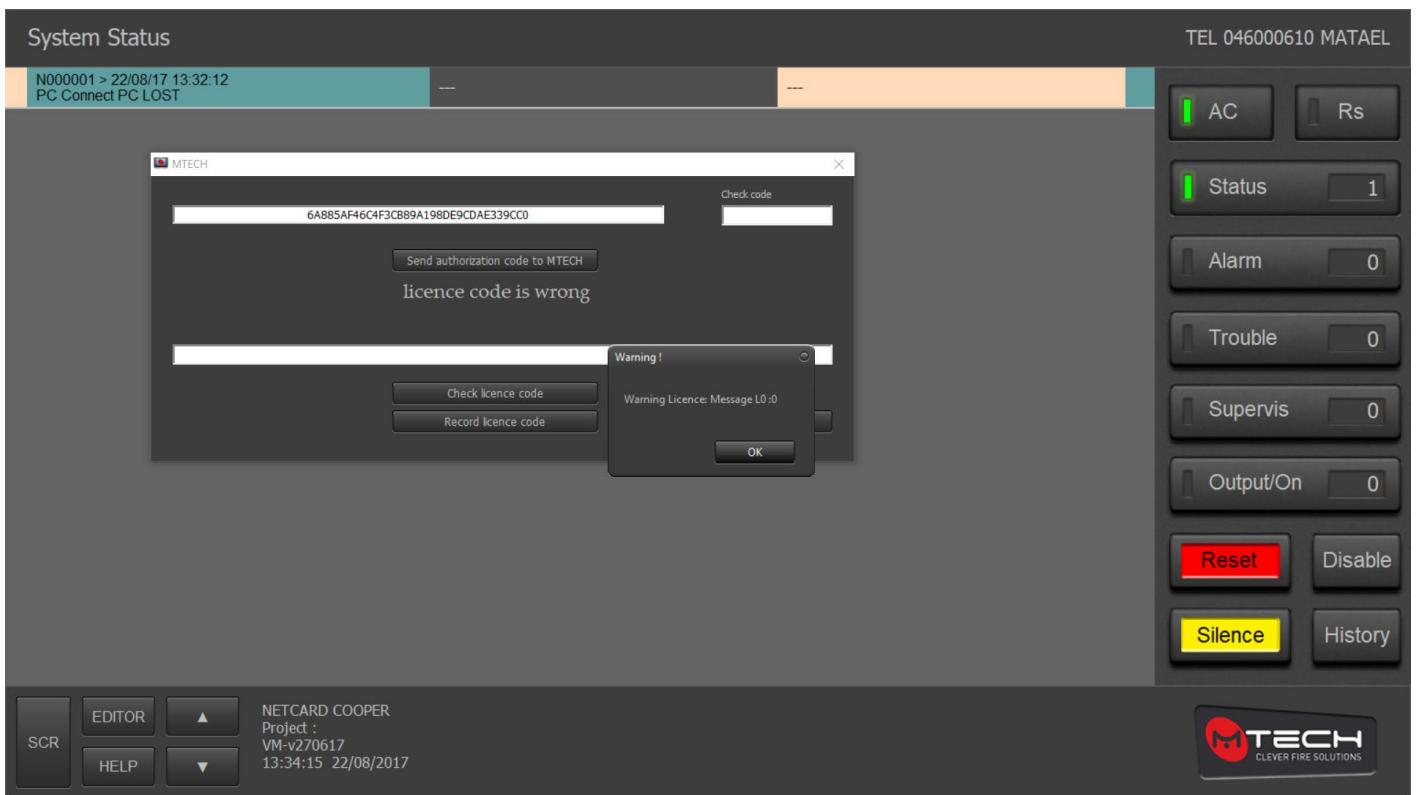 System Status
TEL 046000610 MATAEL
N000001 > 22/08/17 13:32:12
PC Connect PC LOST
---
---
AC
Rs
Status 1
Alarm 0
Trouble 0
Supervis 0
Output/On 0
Reset
Disable
Silence
History
MTECH
Check code
6A885AF46C4F3CB89A198DE9CDAE339CC0
Send authorization code to MTECH
licence code is wrong
Check licence code
Record licence code
Warning !
Warning Licence: Message L0 :0
OK
SCR
EDITOR
▲
HELP
▼
NETCARD COOPER
Project :
VM-v270617
13:34:15 22/08/2017
MTECH
CLEVER FIRE SOLUTIONS